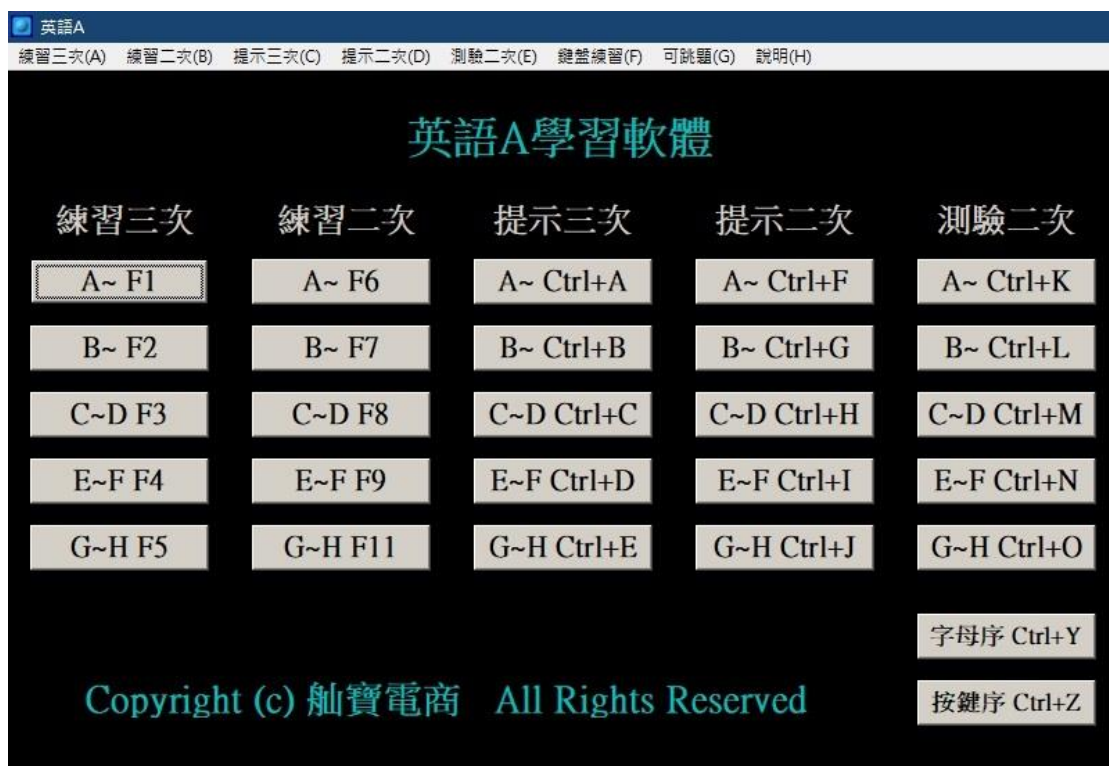 英語A
練習三次(A) 練習二次(B) 提示三次(C) 提示二次(D) 測驗二次(E) 鍵盤練習(F) 可跳題(G) 說明(H)
英語A學習軟體
練習三次 練習二次 提示三次 提示二次 測驗二次
A~ F1 A~ F6 A~ Ctrl+A A~ Ctrl+F A~ Ctrl+K
B~ F2 B~ F7 B~ Ctrl+B B~ Ctrl+G B~ Ctrl+L
C~D F3 C~D F8 C~D Ctrl+C C~D Ctrl+H C~D Ctrl+M
E~F F4 E~F F9 E~F Ctrl+D E~F Ctrl+I E~F Ctrl+N
G~H F5 G~H F11 G~H Ctrl+E G~H Ctrl+J G~H Ctrl+O
字母序 Ctrl+Y
Copyright (c) 舢寶電商 All Rights Reserved
按鍵序 Ctrl+Z